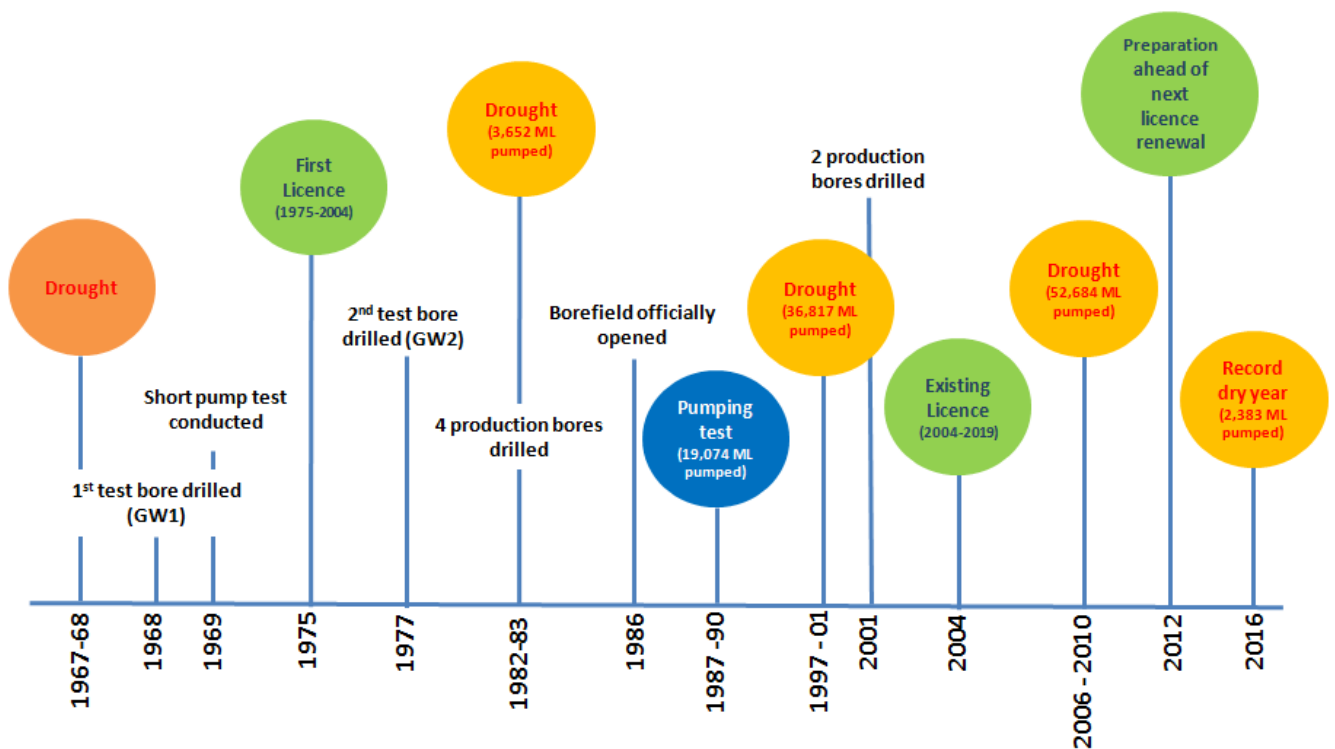 Drought
1st test bore drilled
(GW1)
Short pump test
conducted
First
Licence
(1975-2004)
2nd test bore
drilled (GW2)
Drought
(3,652 ML
pumped)
4 production bores
drilled
Borefield officially
opened
Pumping
test
(19,074 ML
pumped)
Drought
(36,817 ML
pumped)
2 production
bores drilled
Existing
Licence
(2004-2019)
Drought
(52,684 ML
pumped)
Preparation
ahead of
next
licence
renewal
Record
dry year
(2,383 ML
pumped)
1967-68
1968
1969
1975
1977
1982-83
1986
1987 -90
1997 - 01
2001
2004
2006 - 2010
2012
2016